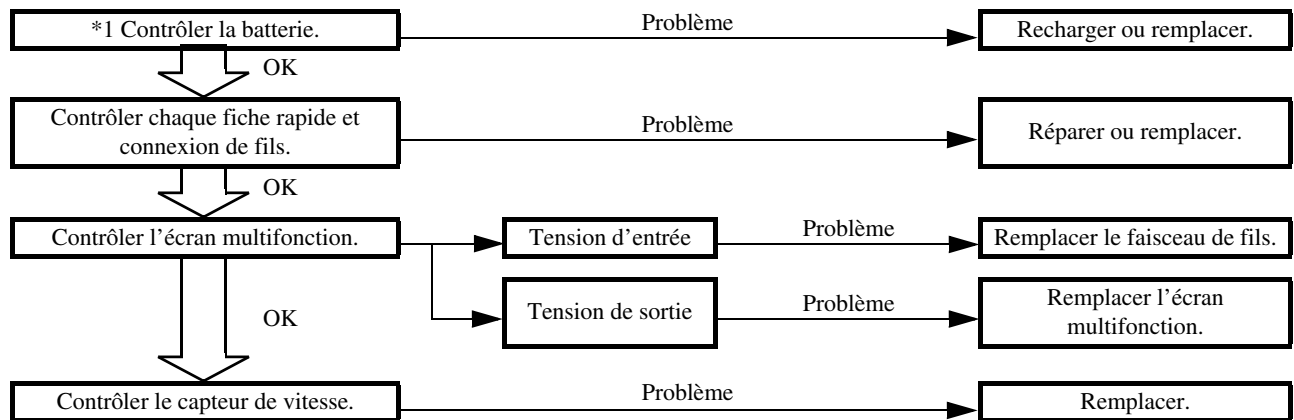 *1 Contrôler la batterie.
Problème
Recharger ou remplacer.
OK
Contrôler chaque fiche rapide et
connexion de fils.
Problème
Réparer ou remplacer.
OK
Contrôler l’écran multifonction.
Tension d’entrée
Problème
Remplacer le faisceau de fils.
Tension de sortie
Problème
Remplacer l’écran
multifonction.
OK
Contrôler le capteur de vitesse.
Problème
Remplacer.